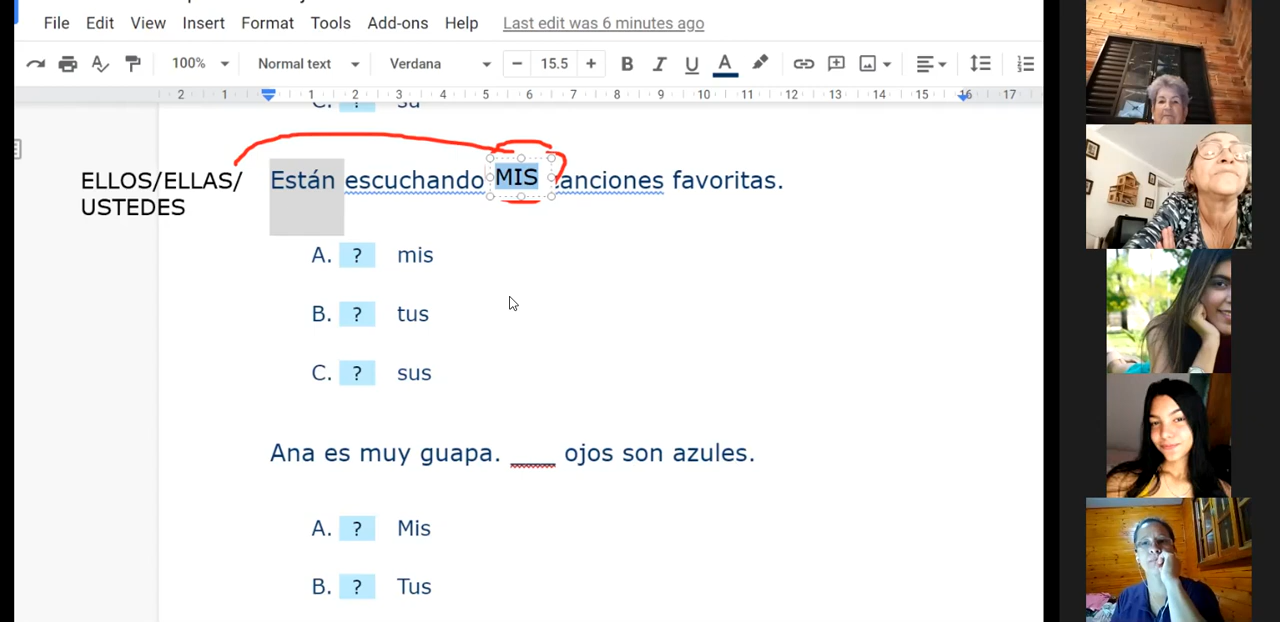 File Edit View Insert Format Tools Add-ons Help Last edit was 6 minutes ago
100% Normal text Verdana − 15.5 + B I U A
2 1 1 2 3 4 5 6 7 8 9 10 11 12 13 14 15 16 17
C. ? su
ELLOS/ELLAS/
USTEDES
Están escuchando MIS anciones favoritas.
A. ? mis
B. ? tus
C. ? sus
Ana es muy guapa. ____ ojos son azules.
A. ? Mis
B. ? Tus